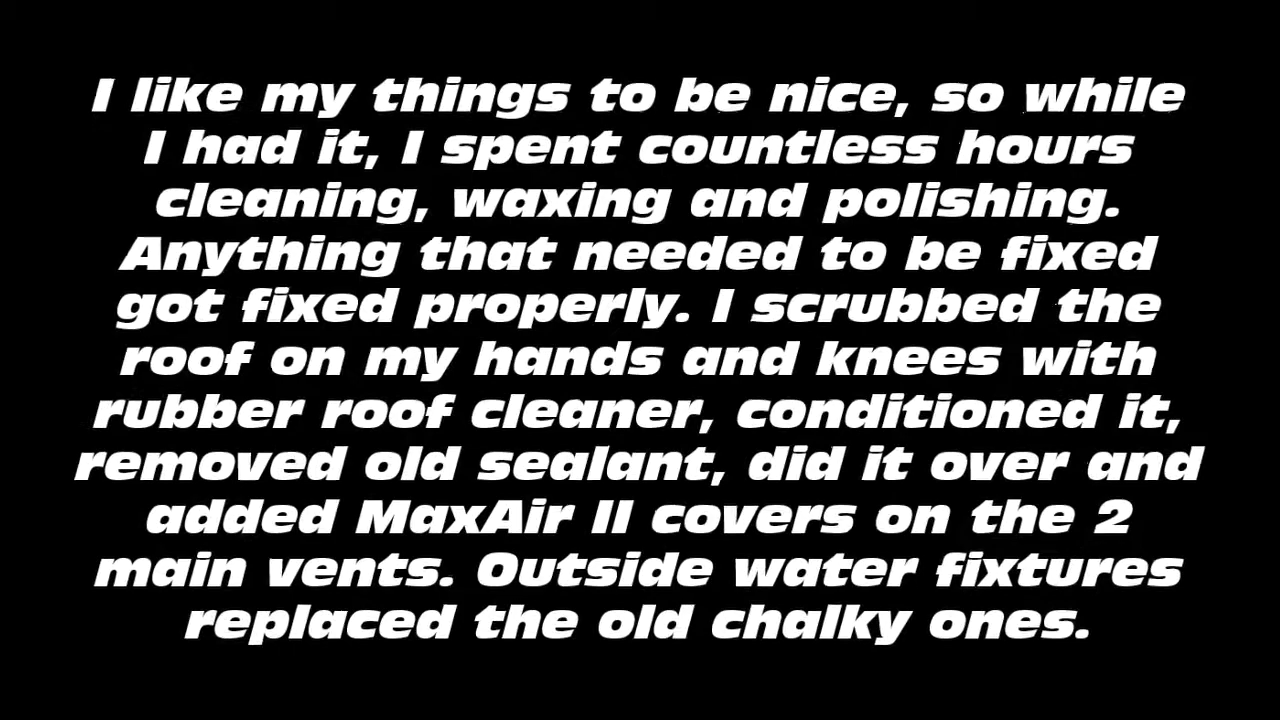 I like my things to be nice, so while
I had it, I spent countless hours
cleaning, waxing and polishing.
Anything that needed to be fixed
got fixed properly. I scrubbed the
roof on my hands and knees with
rubber roof cleaner, conditioned it,
removed old sealant, did it over and
added MaxAir II covers on the 2
main vents. Outside water fixtures
replaced the old chalky ones.